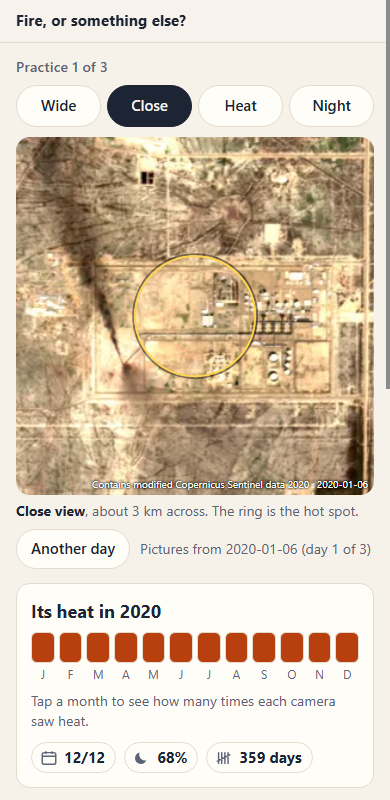 Fire, or something else?
Practice 1 of 3
Wide
Close
Heat
Night
Contains modified Copernicus Sentinel data 2020 · 2020-01-06
Close view, about 3 km across. The ring is the hot spot.
Another day
Pictures from 2020-01-06 (day 1 of 3)
Its heat in 2020
J F M A M J J A S O N D
Tap a month to see how many times each camera
saw heat.
12/12
68%
359 days